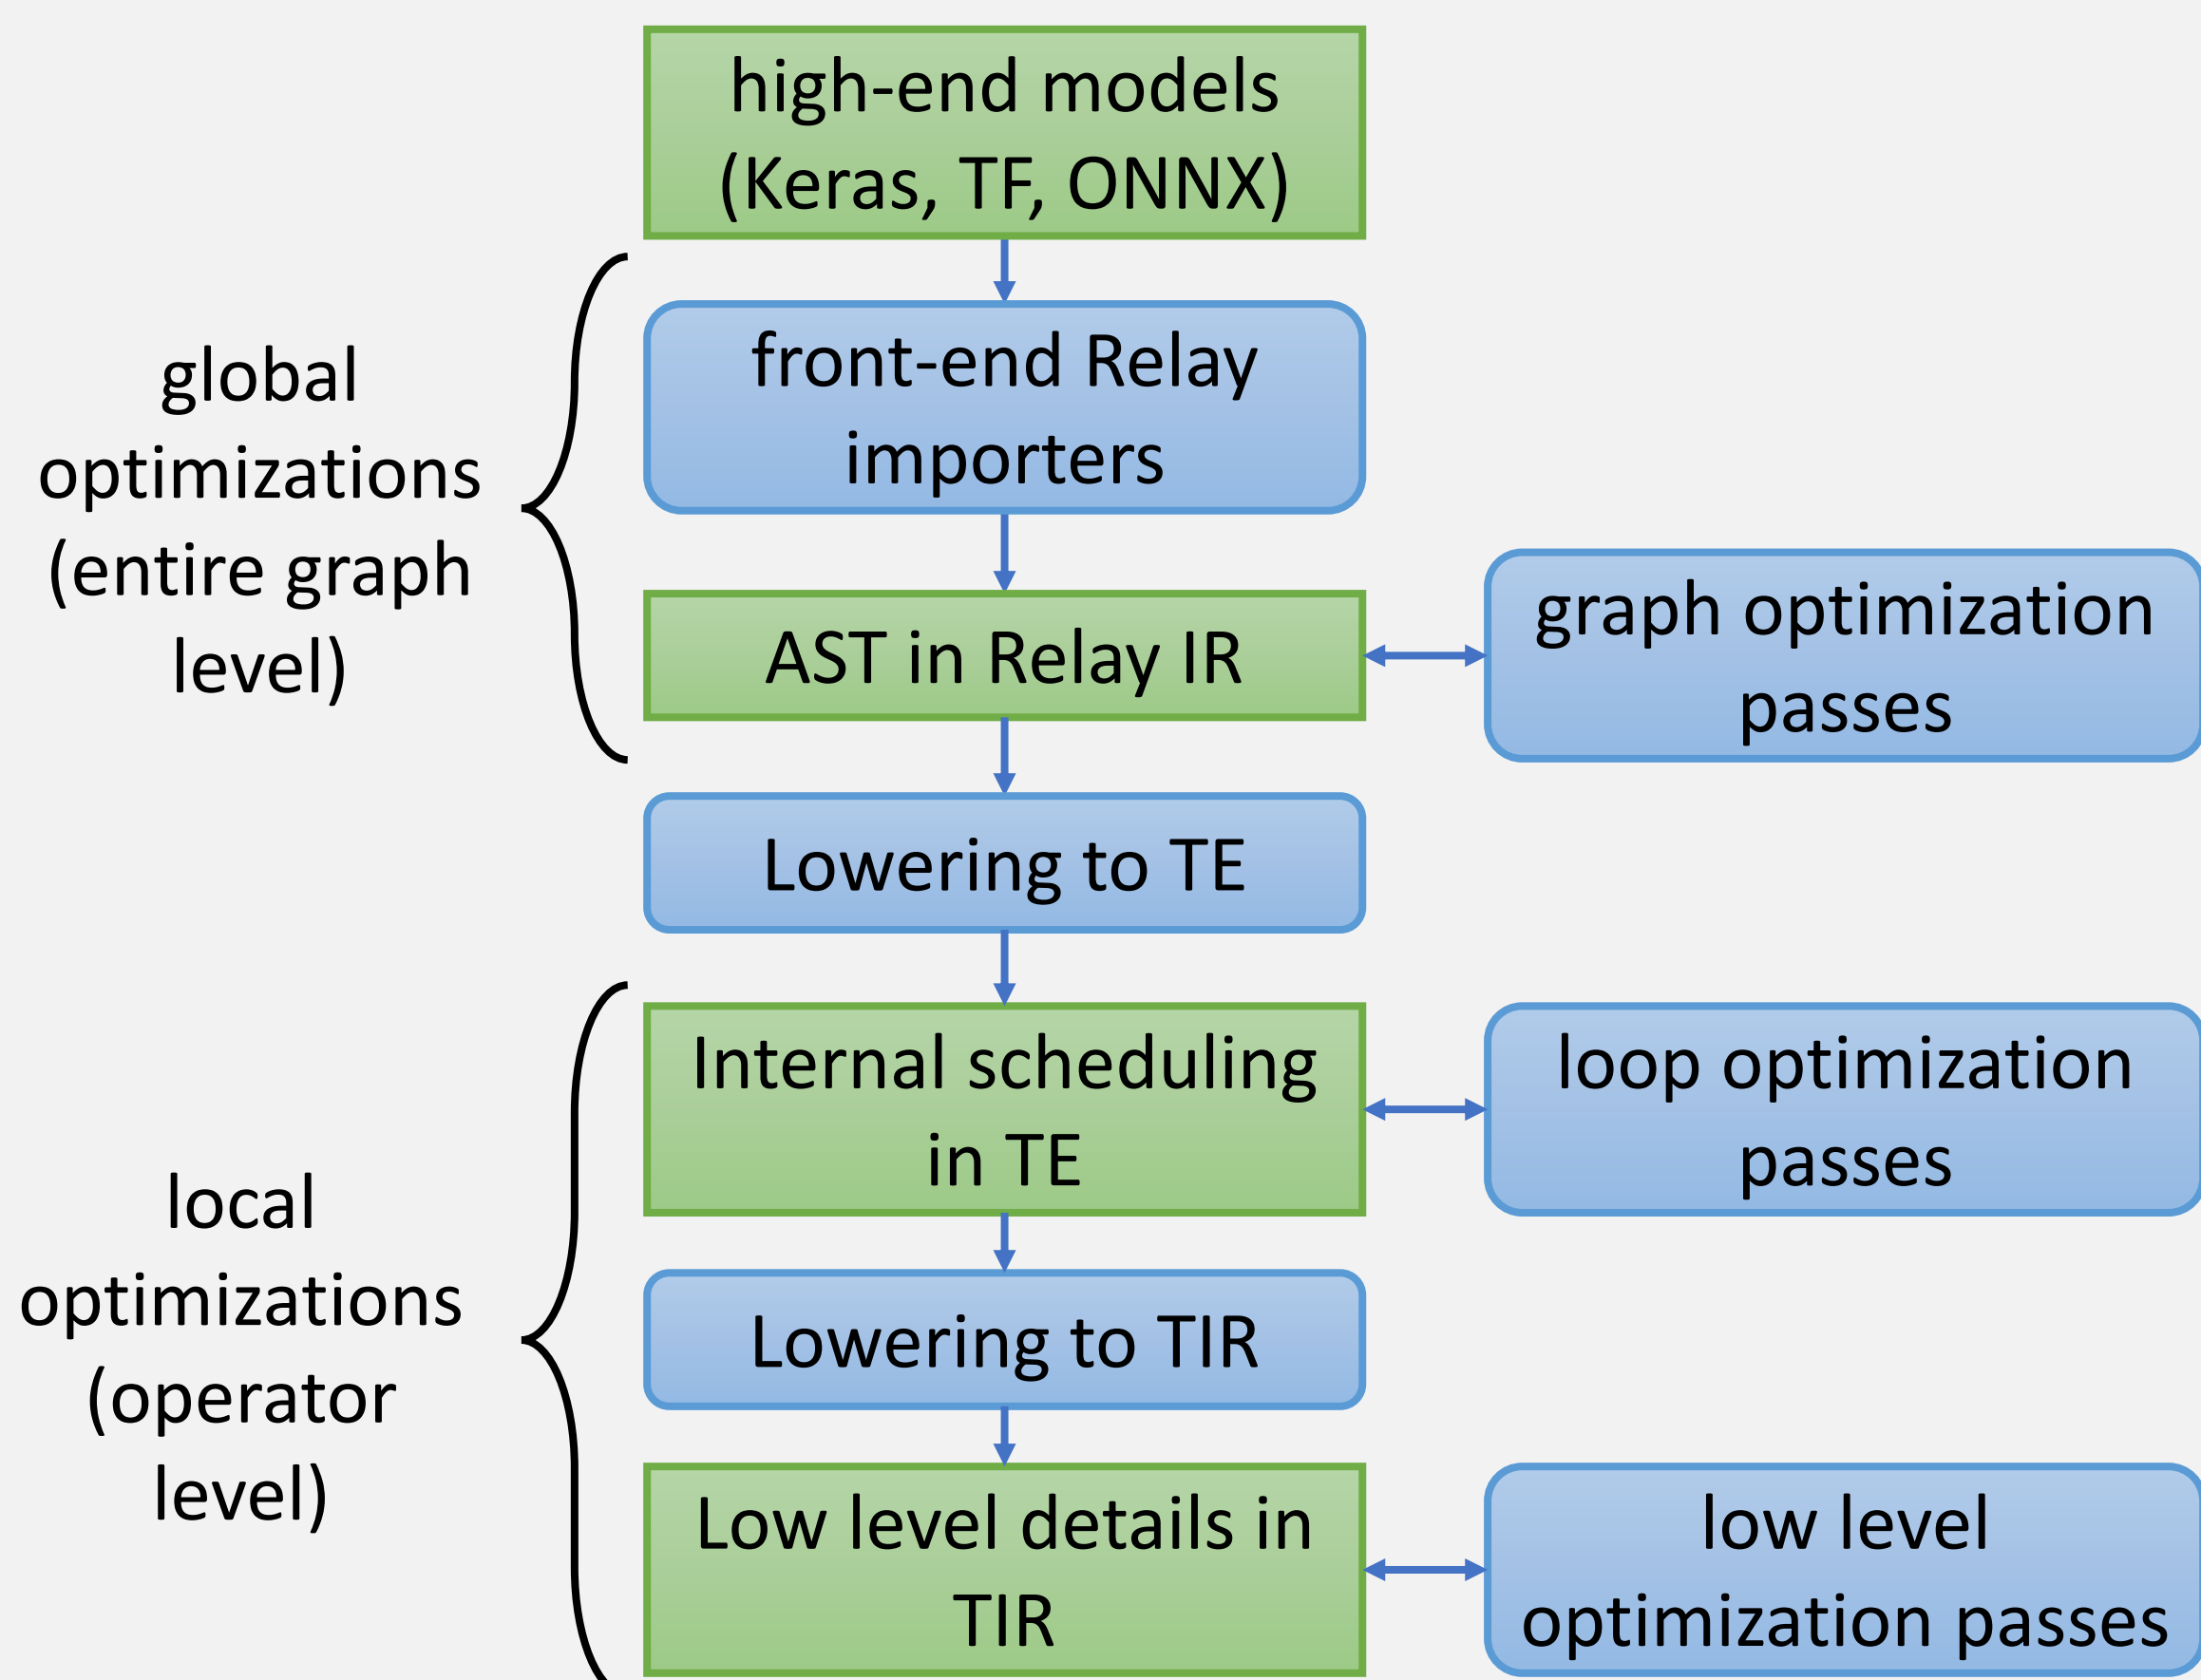 high-end models
(Keras, TF, ONNX)
front-end Relay
importers
global
optimizations
(entire graph
level)
AST in Relay IR
graph optimization
passes
Lowering to TE
Internal scheduling
in TE
loop optimization
passes
local
optimizations
(operator
level)
Lowering to TIR
Low level details in
TIR
low level
optimization passes